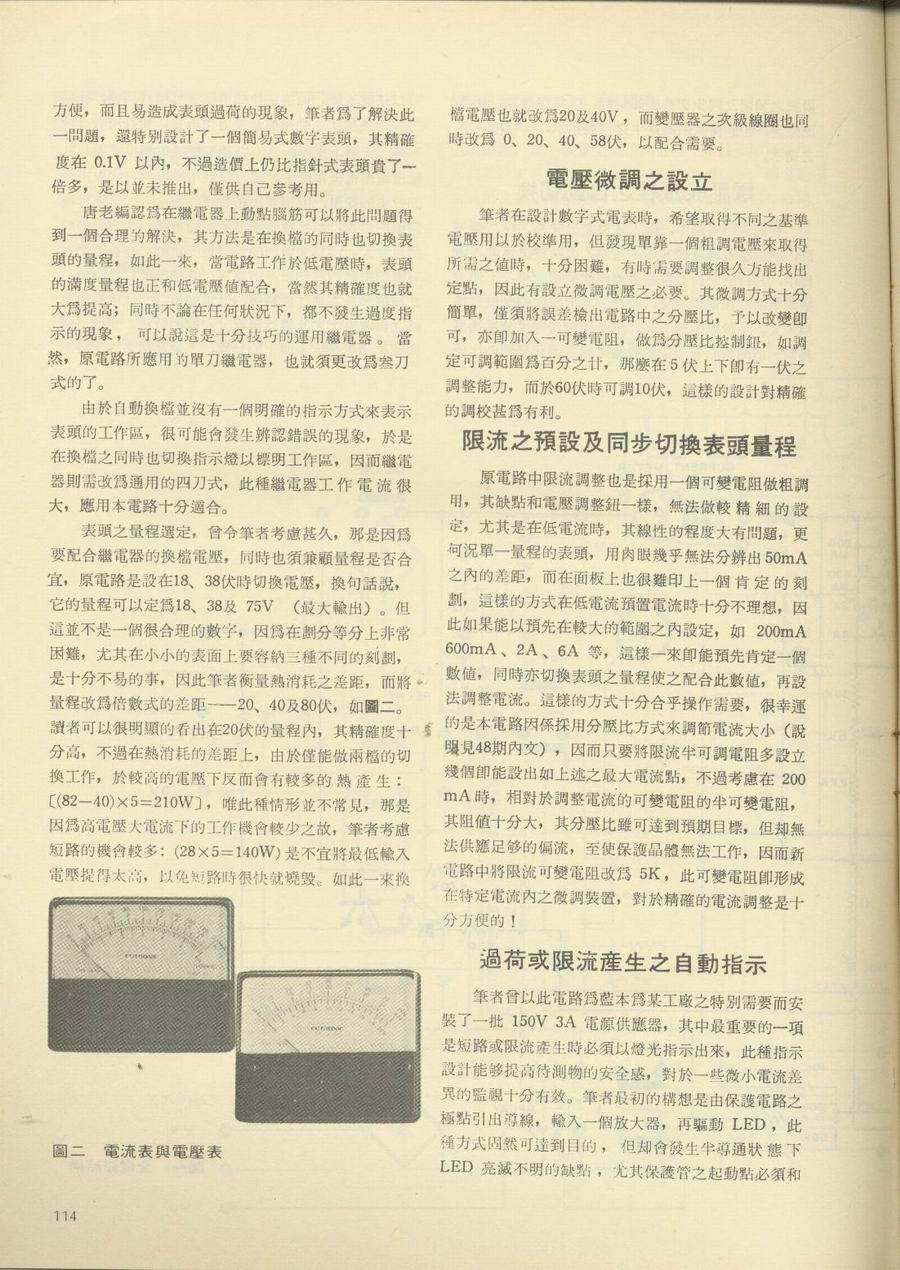 方便，而且易造成表頭過荷的現象，筆者爲了解決此
一問題，還特別設計了一個簡易式數字表頭，其精確
度在 0.1V 以內，不過造價上仍比指針式表頭貴了一
倍多，是以並未推出，僅供自己參考用。
唐老編認爲在繼電器上動點腦筋可以將此問題得
到一個合理的解決，其方法是在換檔的同時也切換表
頭的量程，如此一來，當電路工作於低電壓時，表頭
的滿度量程也正和低電壓値配合，當然其精確度也就
大爲提高；同時不論在任何狀況下，都不發生過度指
示的現象， 可以說這是十分技巧的運用繼電器 。 當
然，原電路所應用的單刀繼電器，也就須更改爲叁刀
式的了。
由於自動換檔並沒有一個明確的指示方式來表示
表頭的工作區，很可能會發生辨認錯誤的現象，於是
在換檔之同時也切換指示燈以標明工作區，因而繼電
器則需改爲通用的四刀式，此種繼電器工作電流很
大，應用本電路十分適合。
表頭之量程選定，曾令筆者考慮甚久，那是因爲
要配合繼電器的換檔電壓，同時也須兼顧量程是否合
宜，原電路是設在18、38伏時切換電壓，換句話說，
它的量程可以定爲18、38及 75V （最大輸出）。但
這並不是一個很合理的數字，因爲在劃分等分上非常
困難，尤其在小小的表面上要容納三種不同的刻劃，
是十分不易的事，因此筆者衡量熱消耗之差距，而將
量程改爲倍數式的差距——20、40及80伏，如圖二。
讀者可以很明顯的看出在20伏的量程內，其精確度十
分高，不過在熱消耗的差距上，由於僅能做兩檔的切
換工作，於較高的電壓下反而會有較多的熱產生：
〔(82－40)×5＝210W〕，唯此種情形並不常見，那是
因爲高電壓大電流下的工作機會較少之故，筆者考慮
短路的機會較多：(28×5＝140W) 是不宜將最低輸入
電壓提得太高，以免短路時很快就燒毀。如此一來換
圖二　電流表與電壓表
114
檔電壓也就改爲20及40V，而變壓器之次級線圈也同
時改爲 0、20、40、58伏，以配合需要。
電壓微調之設立
筆者在設計數字式電表時，希望取得不同之基準
電壓用以於校準用，但發現單靠一個粗調電壓來取得
所需之値時，十分困難，有時需要調整很久方能找出
定點，因此有設立微調電壓之必要。其微調方式十分
簡單，僅須將誤差檢出電路中之分壓比，予以改變卽
可，亦卽加入一可變電阻，做爲分壓比控制鈕，如調
定可調範圍爲百分之廿，那麼在 5 伏上下卽有一伏之
調整能力，而於60伏時可調10伏，這樣的設計對精確
的調校甚爲有利。
限流之預設及同步切換表頭量程
原電路中限流調整也是採用一個可變電阻做粗調
用，其缺點和電壓調整鈕一樣，無法做較精細的設
定，尤其是在低電流時，其線性的程度大有問題，更
何況單一量程的表頭，用肉眼幾乎無法分辨出50mA
之內的差距，而在面板上也很難印上一個肯定的刻
劃，這樣的方式在低電流預置電流時十分不理想，因
此如果能以預先在較大的範圍之內設定，如 200mA
600mA、2A、6A 等，這樣一來卽能預先肯定一個
數値，同時亦切換表頭之量程使之配合此數値，再設
法調整電流。這樣的方式十分合乎操作需要，很幸運
的是本電路因係採用分壓比方式來調節電流大小（說
明見48期內文），因而只要將限流半可調電阻多設立
幾個卽能設出如上述之最大電流點，不過考慮在 200
mA 時，相對於調整電流的可變電阻的半可變電阻，
其阻値十分大，其分壓比雖可達到預期目標，但却無
法供應足够的偏流，至使保護晶體無法工作，因而新
電路中將限流可變電阻改爲 5K，此可變電阻卽形成
在特定電流內之微調裝置，對於精確的電流調整是十
分方便的！
過荷或限流產生之自動指示
筆者曾以此電路爲藍本爲某工廠之特別需要而安
裝了一批 150V 3A 電源供應器，其中最重要的一項
是短路或限流產生時必須以燈光指示出來，此種指示
設計能够提高待測物的安全感，對於一些微小電流差
異的監視十分有效。筆者最初的構想是由保護電路之
極點引出導線，輸入一個放大器，再驅動 LED，此
種方式固然可達到目的， 但却會發生半導通狀態下
LED 亮滅不明的缺點，尤其保護管之起動點必須和